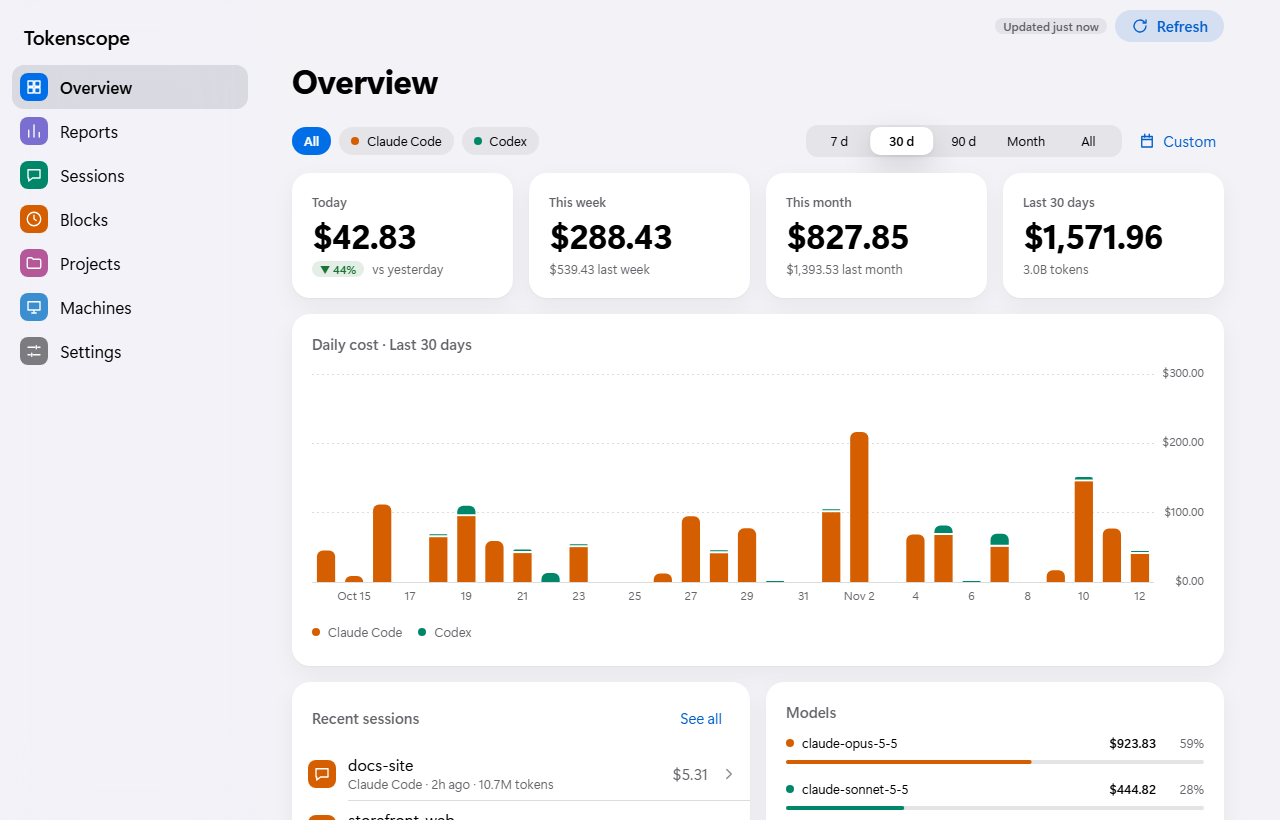 Tokenscope
Overview
Reports
Sessions
Blocks
Projects
Machines
Settings
Updated just now
Refresh
Overview
All
Claude Code
Codex
7 d
30 d
90 d
Month
All
Custom
Today
$42.83
▼ 44% vs yesterday
This week
$288.43
$539.43 last week
This month
$827.85
$1,393.53 last month
Last 30 days
$1,571.96
3.0B tokens
Daily cost · Last 30 days
$300.00
$200.00
$100.00
$0.00
Oct 15 17 19 21 23 25 27 29 31 Nov 2 4 6 8 10 12
Claude Code
Codex
Recent sessions
See all
docs-site
Claude Code · 2h ago · 10.7M tokens
$5.31
storefront-web
Models
claude-opus-5-5 $923.83 59%
claude-sonnet-5-5 $444.82 28%